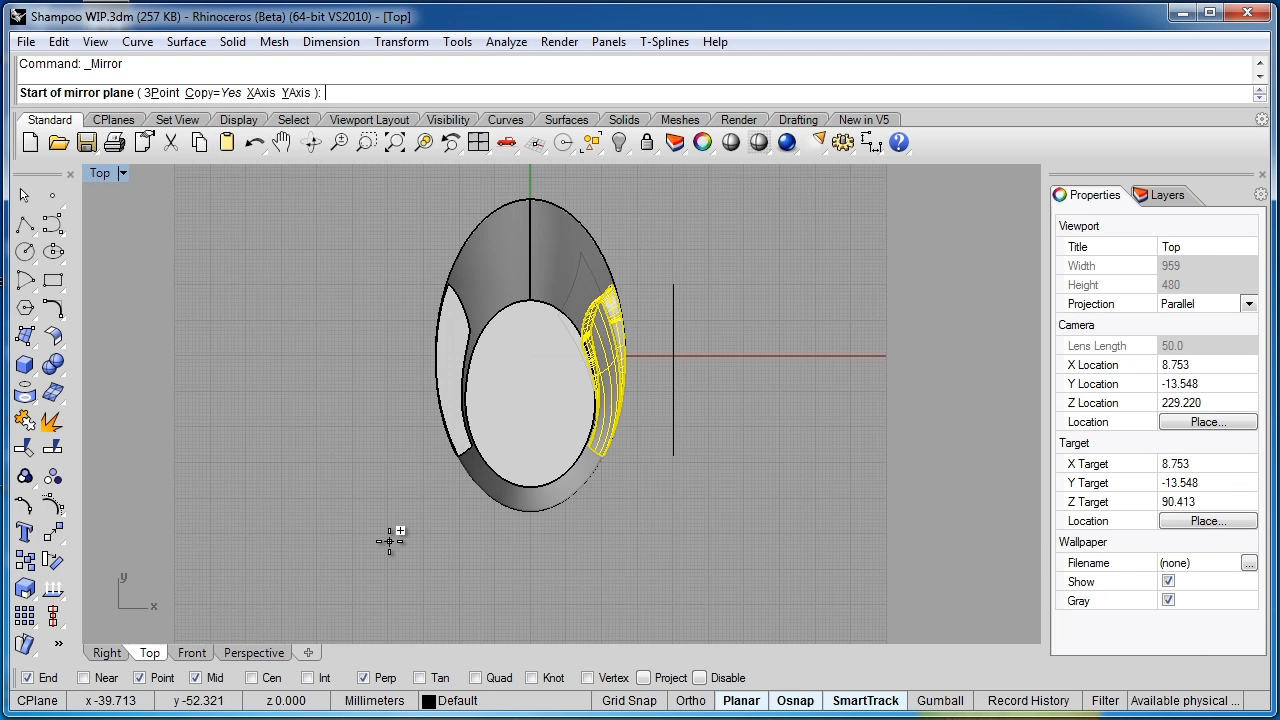 Shampoo WIP.3dm (257 KB) - Rhinoceros (Beta) (64-bit VS2010) - [Top]
File Edit View Curve Surface Solid Mesh Dimension Transform Tools Analyze Render Panels T-Splines Help
Command: _Mirror
Start of mirror plane ( 3Point Copy=Yes XAxis YAxis ):
Standard CPlanes Set View Display Select Viewport Layout Visibility Curves Surfaces Solids Meshes Render Drafting New in V5
Top
Properties Layers
Viewport
Title Top
Width 959
Height 480
Projection Parallel
Camera
Lens Length 50.0
X Location 8.753
Y Location -13.548
Z Location 229.220
Location Place...
Target
X Target 8.753
Y Target -13.548
Z Target 90.413
Location Place...
Wallpaper
Filename (none) ...
Show
Gray
y
x
Right Top Front Perspective
End Near Point Mid Cen Int Perp Tan Quad Knot Vertex Project Disable
CPlane x -39.713 y -52.321 z 0.000 Millimeters Default Grid Snap Ortho Planar Osnap SmartTrack Gumball Record History Filter Available physical ...